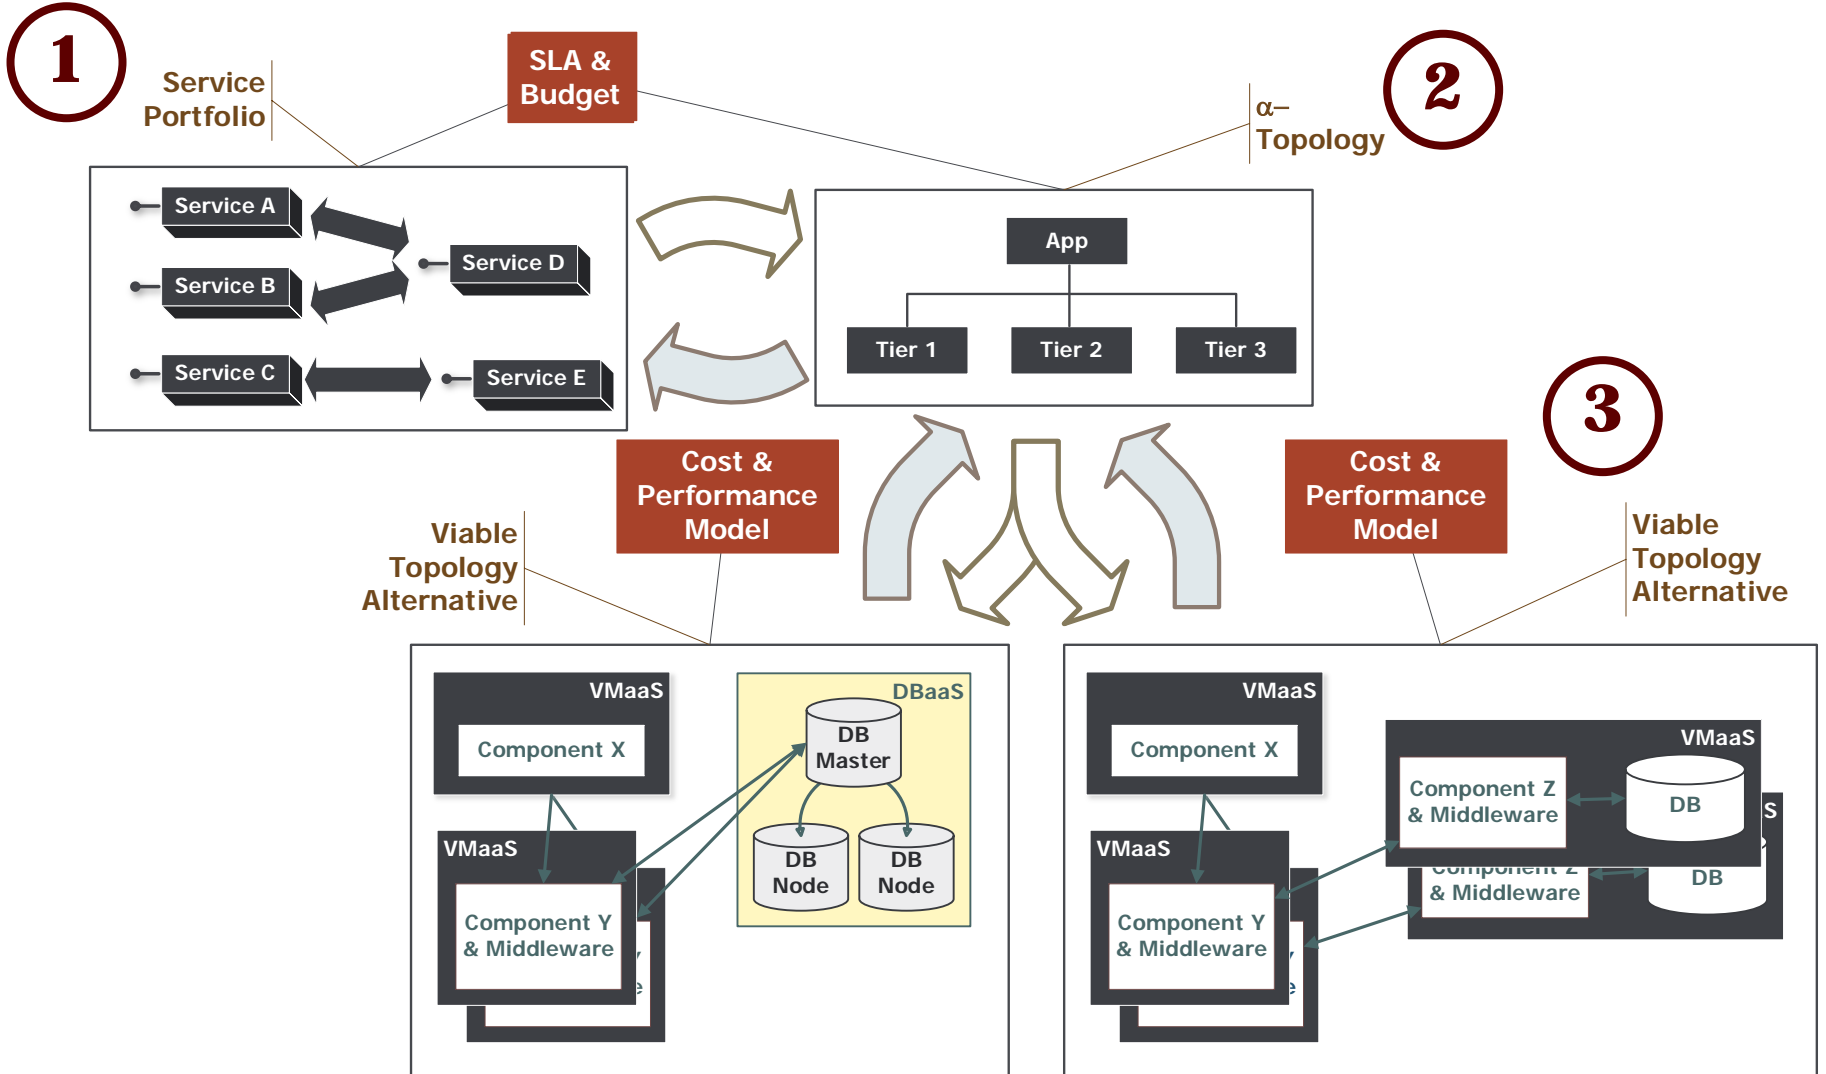 1
Service
Portfolio
SLA &
Budget
α–
Topology
2
Service A
Service B
Service C
Service D
Service E
App
Tier 1
Tier 2
Tier 3
3
Cost &
Performance
Model
Cost &
Performance
Model
Viable
Topology
Alternative
Viable
Topology
Alternative
VMaaS
Component X
VMaaS
Component Y
& Middleware
DBaaS
DB
Master
DB
Node
DB
Node
VMaaS
Component X
VMaaS
Component Y
& Middleware
VMaaS
Component Z
& Middleware
DB
S
Component Z
& Middleware
DB